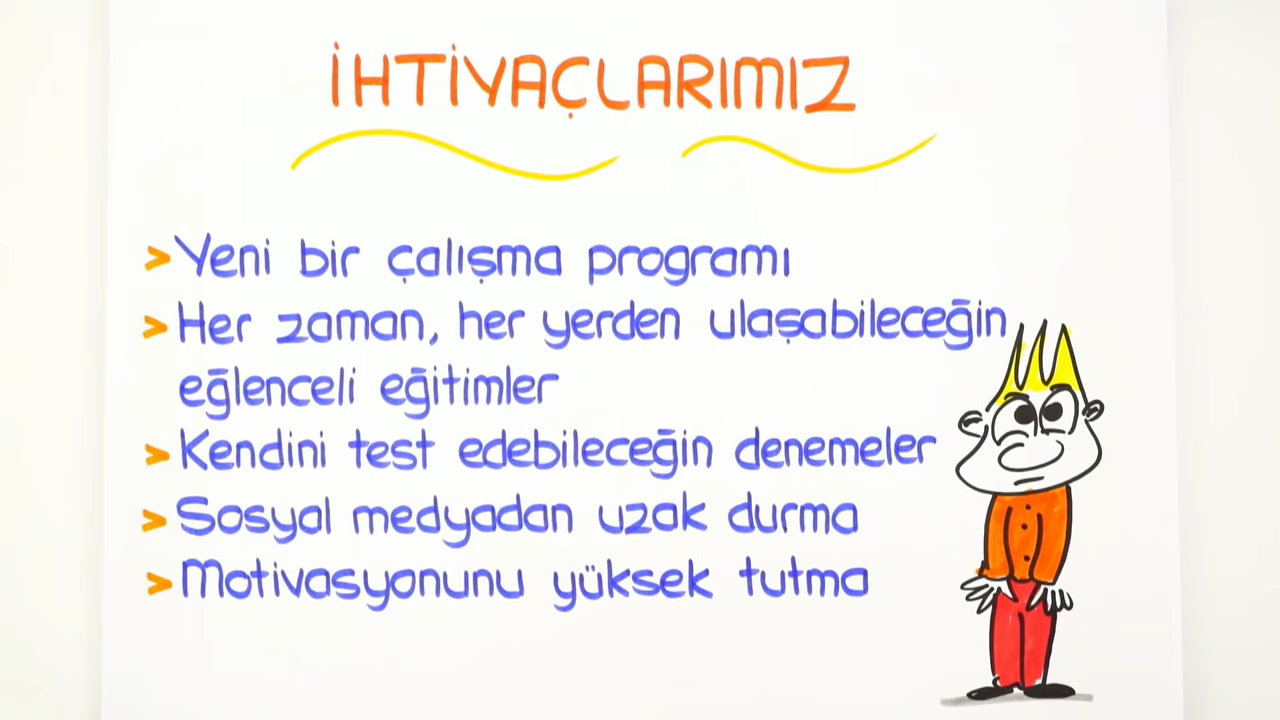 İHTİYAÇLARIMIZ
> Yeni bir çalışma programı
> Her zaman, her yerden ulaşabileceğin
eğlenceli eğitimler
> Kendini test edebileceğin denemeler
> Sosyal medyadan uzak durma
> Motivasyonunu yüksek tutma